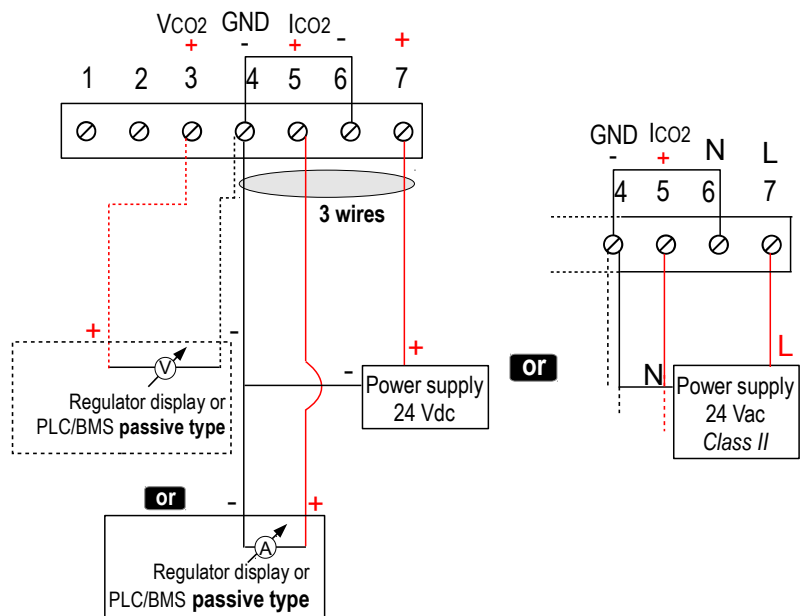 VCO2 GND ICO2
+ - + - +
1 2 3 4 5 6 7
3 wires
+
-
V
Regulator display or
PLC/BMS passive type
-
+
Power supply
24 Vdc
or
-
+
A
Regulator display or
PLC/BMS passive type
or
GND ICO2 N L
- +
4 5 6 7
L
N
Power supply
24 Vac
Class II